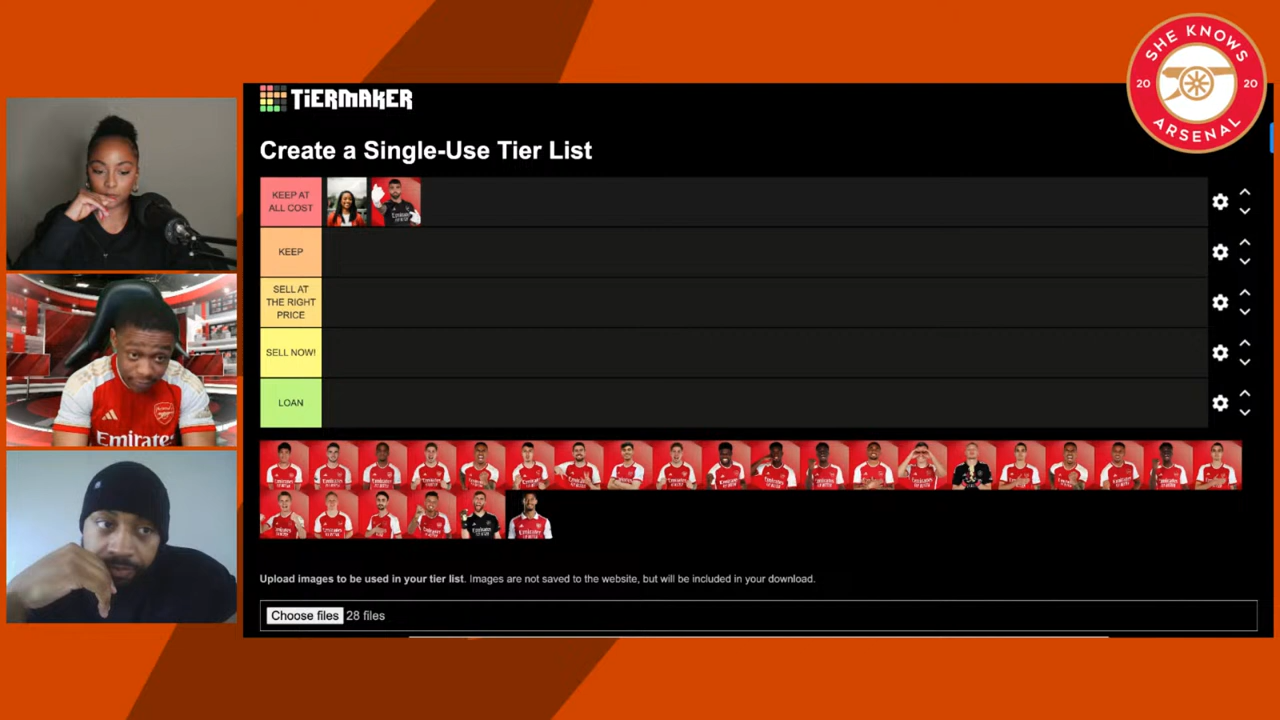 SHE KNOWS
20 20
ARSENAL
TiERMAKER
Create a Single-Use Tier List
KEEP AT
ALL COST
KEEP
SELL AT
THE RIGHT
PRICE
SELL NOW!
LOAN
Emirates
Upload images to be used in your tier list. Images are not saved to the website, but will be included in your download.
Choose files 28 files